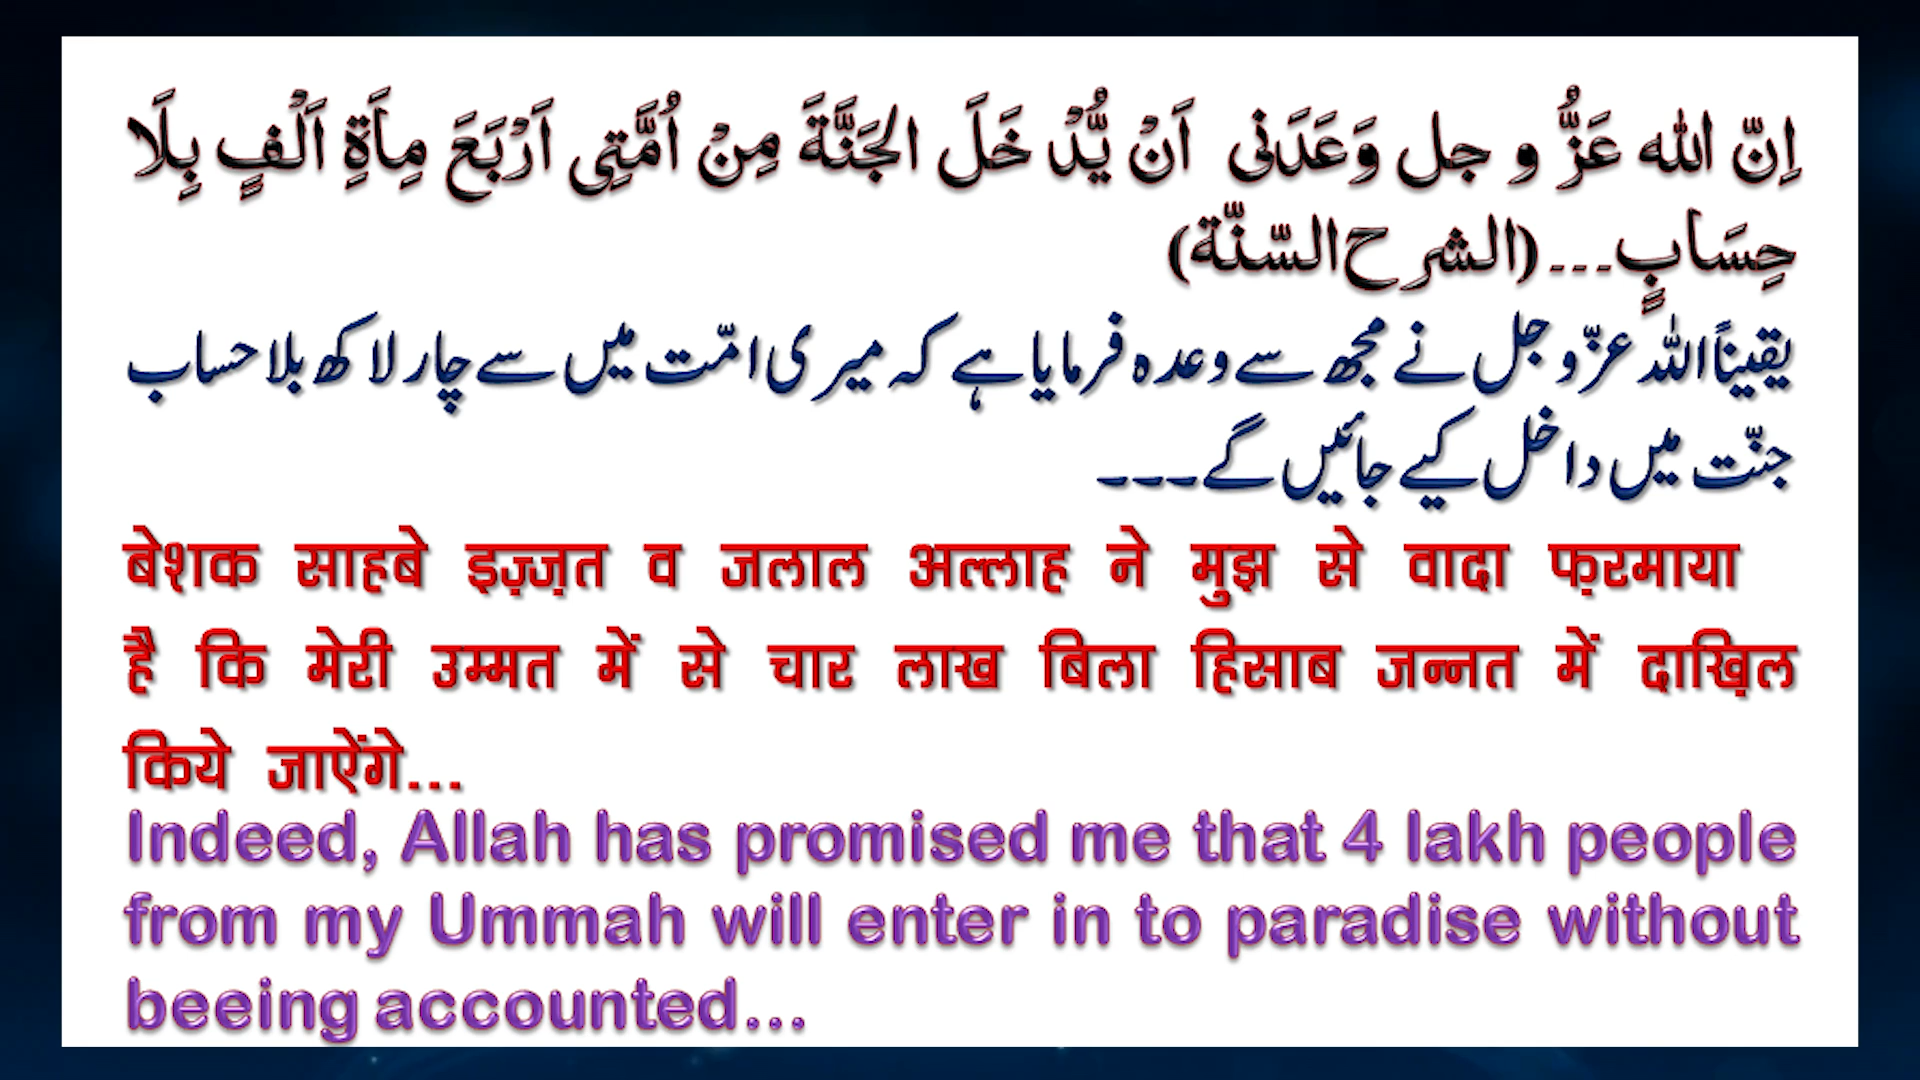 اِنّ اللہ عَزُّ و جل وَعَدَنی اَنْ یُّدْ خَلَ الجَنَّةَ مِنْ اُمَّتِی اَرْبَعَ مِاَةِ اَلْفٍ بِلَا
حِسَابٍ۔۔۔ (الشرح السّنّة)
یقیناً اللہ عزّ و جل نے مجھ سے وعدہ فرمایا ہے کہ میری امّت میں سے چار لاکھ بلا حساب
جنّت میں داخل کیے جائیں گے۔۔۔
बेशक साहबे इज़्ज़त व जलाल अल्लाह ने मुझ से वादा फ़रमाया
है कि मेरी उम्मत में से चार लाख बिला हिसाब जन्नत में दाख़िल
किये जाऐंगे...
Indeed, Allah has promised me that 4 lakh people
from my Ummah will enter in to paradise without
beeing accounted...